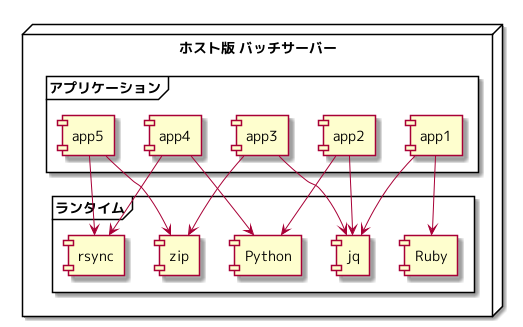 ホスト版 バッチサーバー
アプリケーション
app5
app4
app3
app2
app1
ランタイム
rsync
zip
Python
jq
Ruby